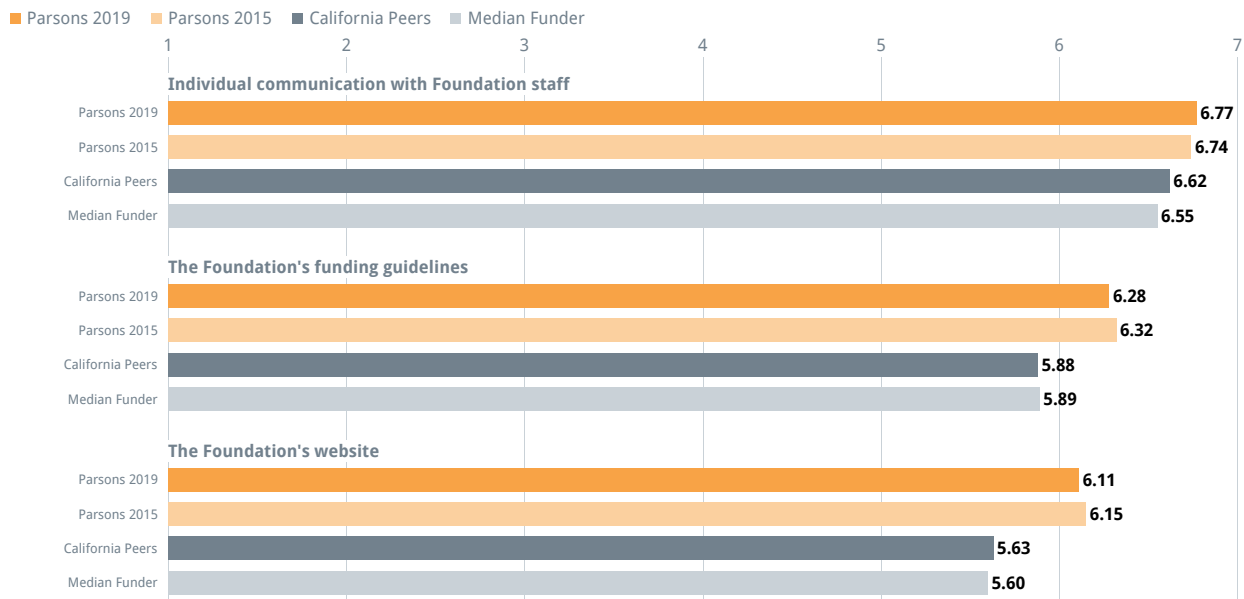 Parsons 2019 Parsons 2015 California Peers Median Funder
1 2 3 4 5 6 7
Individual communication with Foundation staff
Parsons 2019 6.77
Parsons 2015 6.74
California Peers 6.62
Median Funder 6.55
The Foundation's funding guidelines
Parsons 2019 6.28
Parsons 2015 6.32
California Peers 5.88
Median Funder 5.89
The Foundation's website
Parsons 2019 6.11
Parsons 2015 6.15
California Peers 5.63
Median Funder 5.60